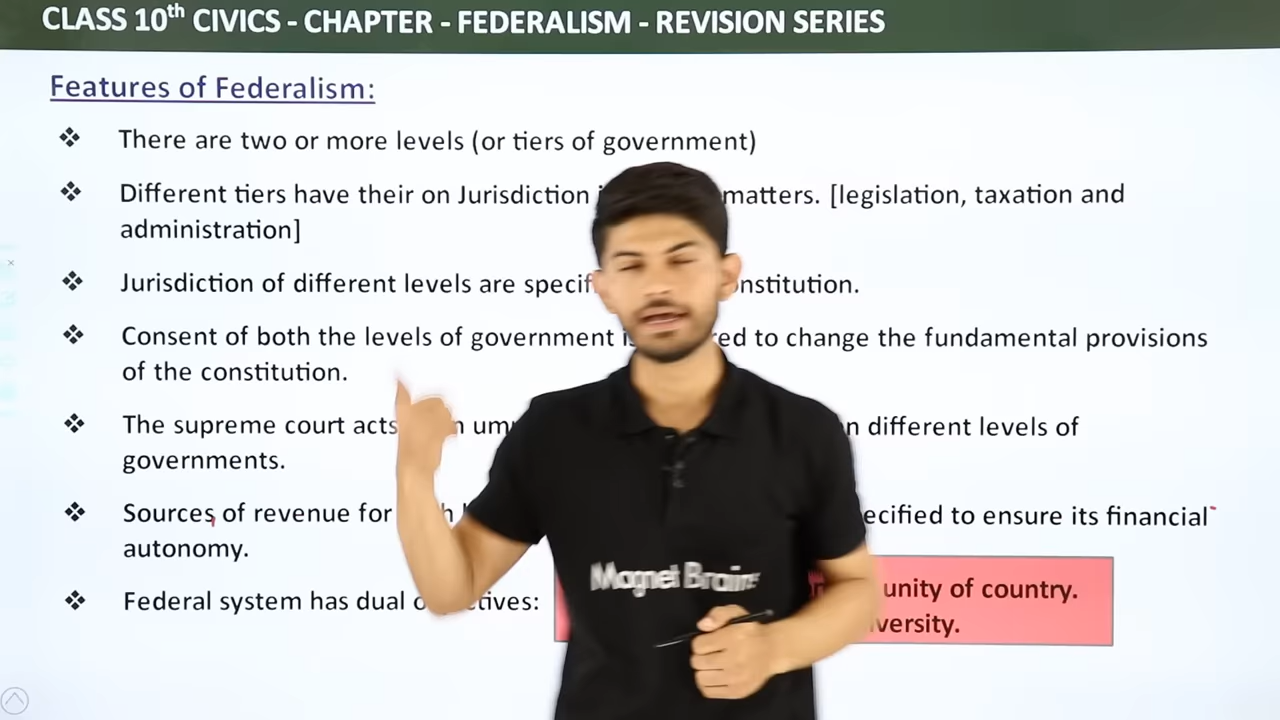 CLASS 10th CIVICS - CHAPTER - FEDERALISM - REVISION SERIES
Features of Federalism:
❖ There are two or more levels (or tiers of government)
❖ Different tiers have their on Jurisdiction matters. [legislation, taxation and
administration]
❖ Jurisdiction of different levels are specif nstitution.
❖ Consent of both the levels of government ed to change the fundamental provisions
of the constitution.
❖ The supreme court acts um n different levels of
governments.
❖ Sources of revenue for h ecified to ensure its financial
autonomy.
❖ Federal system has dual o tives:
unity of country.
iversity.
Magnet Brains